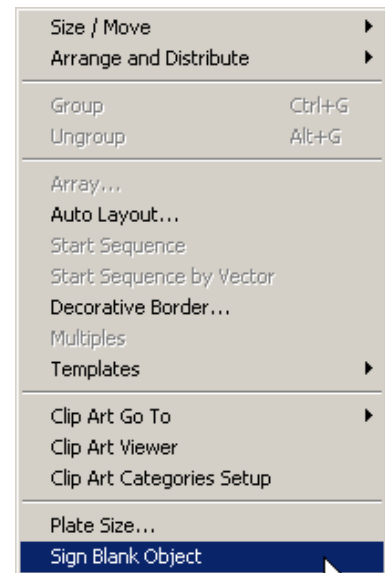 Size / Move
Arrange and Distribute
Group Ctrl+G
Ungroup Alt+G
Array...
Auto Layout...
Start Sequence
Start Sequence by Vector
Decorative Border...
Multiples
Templates
Clip Art Go To
Clip Art Viewer
Clip Art Categories Setup
Plate Size...
Sign Blank Object